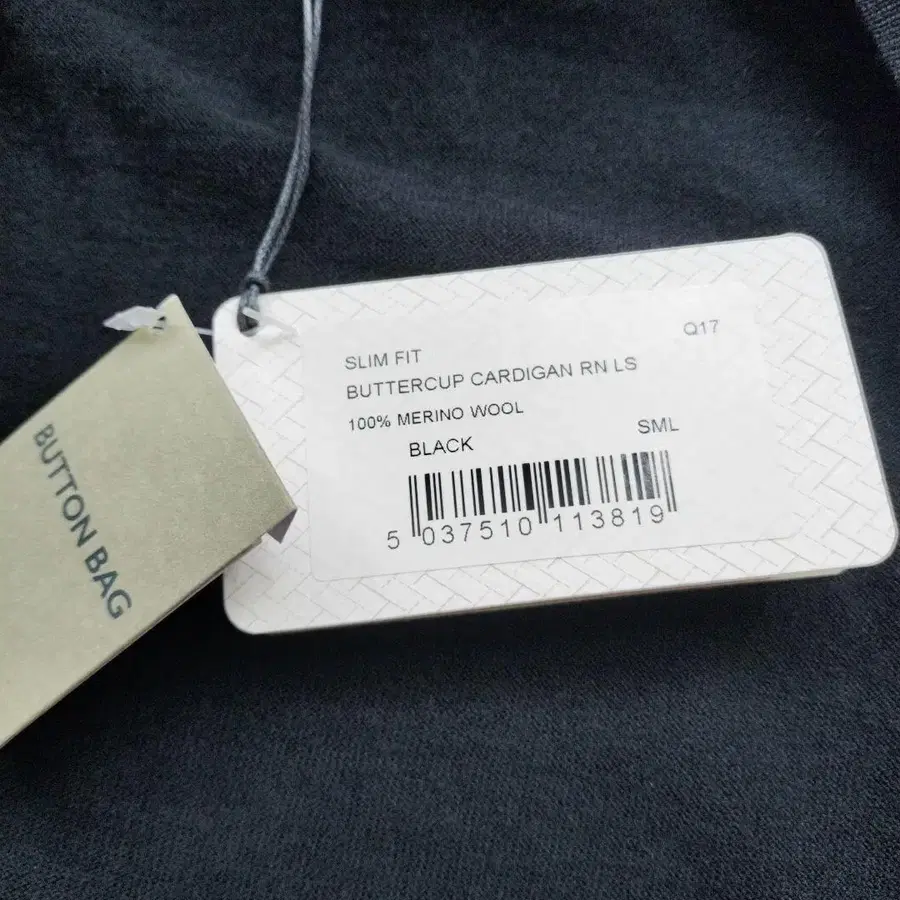 SLIM FIT
Q17
BUTTERCUP CARDIGAN RN LS
100% MERINO WOOL
BLACK
SML
5 037510 113819
BUTTON BAG